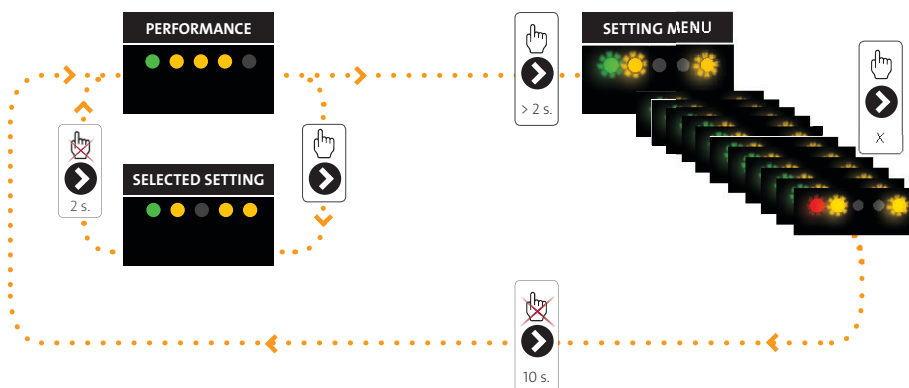 PERFORMANCE
SETTING MENU
> 2 s.
X
2 s.
SELECTED SETTING
10 s.